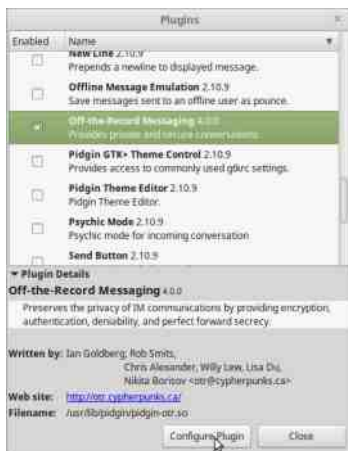 Plugins
Enabled Name
New Line 2.10.9
Prepends a newline to displayed message.
Offline Message Emulation 2.10.9
Save messages sent to an offline user as pounce.
Off-the-Record Messaging 4.0.0
Provides private and secure conversations
Pidgin GTK+ Theme Control 2.10.9
Provides access to commonly used gtkrc settings.
Pidgin Theme Editor 2.10.9
Pidgin Theme Editor.
Psychic Mode 2.10.9
Psychic mode for incoming conversation
Send Button 2.10.9
Plugin Details
Off-the-Record Messaging 4.0.0
Preserves the privacy of IM communications by providing encryption,
authentication, deniability, and perfect forward secrecy.
Written by: Ian Goldberg, Rob Smits,
Chris Alexander, Willy Lew, Lisa Du,
Nikita Borisov <otr@cypherpunks.ca>
Web site: http://otr.cypherpunks.ca/
Filename: /usr/lib/pidgin/pidgin-otr.so
Configure Plugin Close